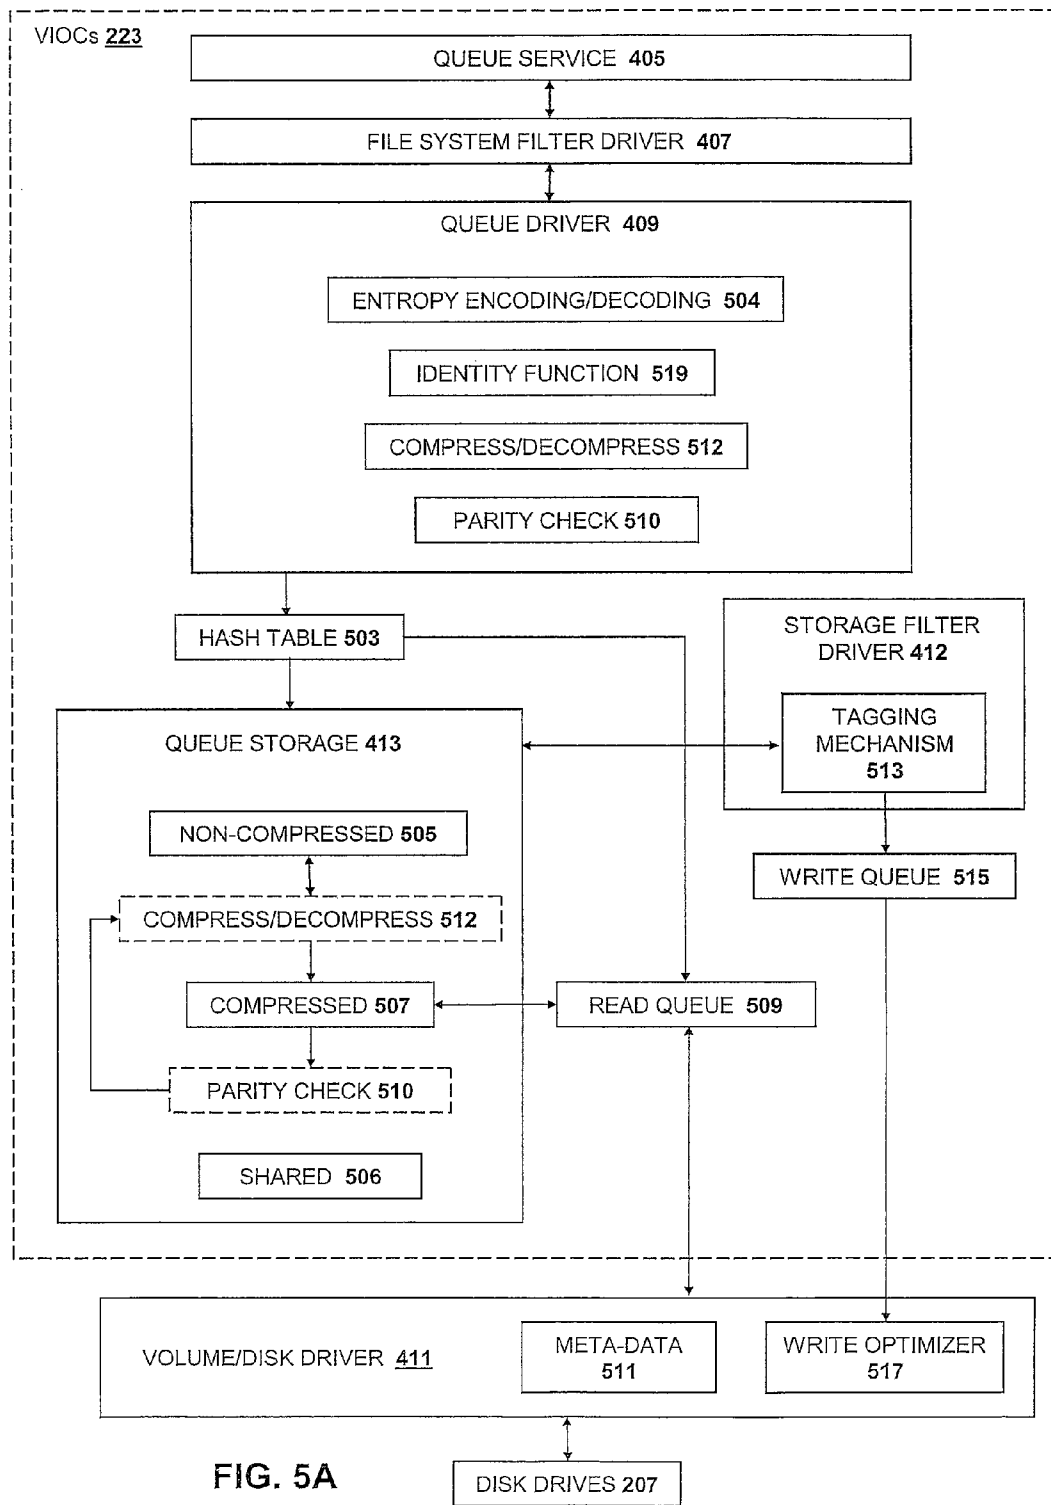 VIOCs 223
QUEUE SERVICE 405
FILE SYSTEM FILTER DRIVER 407
QUEUE DRIVER 409
ENTROPY ENCODING/DECODING 504
IDENTITY FUNCTION 519
COMPRESS/DECOMPRESS 512
PARITY CHECK 510
HASH TABLE 503
STORAGE FILTER
DRIVER 412
TAGGING
MECHANISM
513
QUEUE STORAGE 413
NON-COMPRESSED 505
WRITE QUEUE 515
COMPRESS/DECOMPRESS 512
COMPRESSED 507
READ QUEUE 509
PARITY CHECK 510
SHARED 506
VOLUME/DISK DRIVER 411
META-DATA
511
WRITE OPTIMIZER
517
FIG. 5A
DISK DRIVES 207